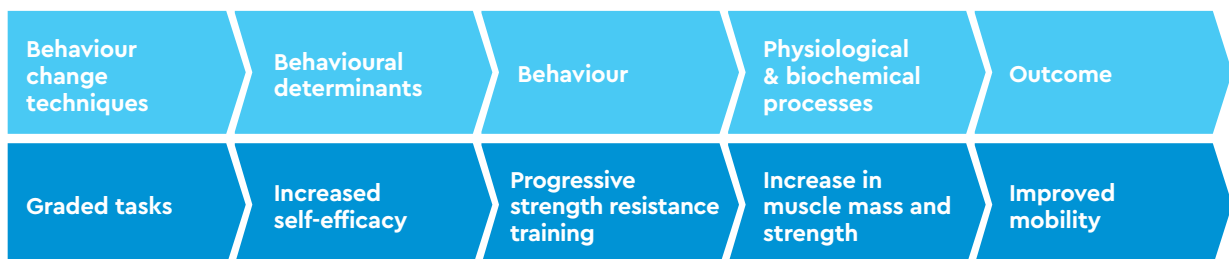 Behaviour
change
techniques
Behavioural
determinants
Behaviour
Physiological
& biochemical
processes
Outcome
Graded tasks
Increased
self-efficacy
Progressive
strength resistance
training
Increase in
muscle mass and
strength
Improved
mobility